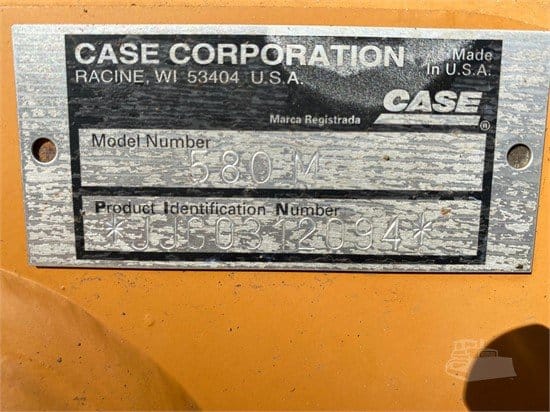 CASE CORPORATION
RACINE, WI 53404 U.S.A.
Made
In U.S.A.
CASE
®
Marca Registrada
Model Number
580 M
Product Identification Number
*JJG0312094*